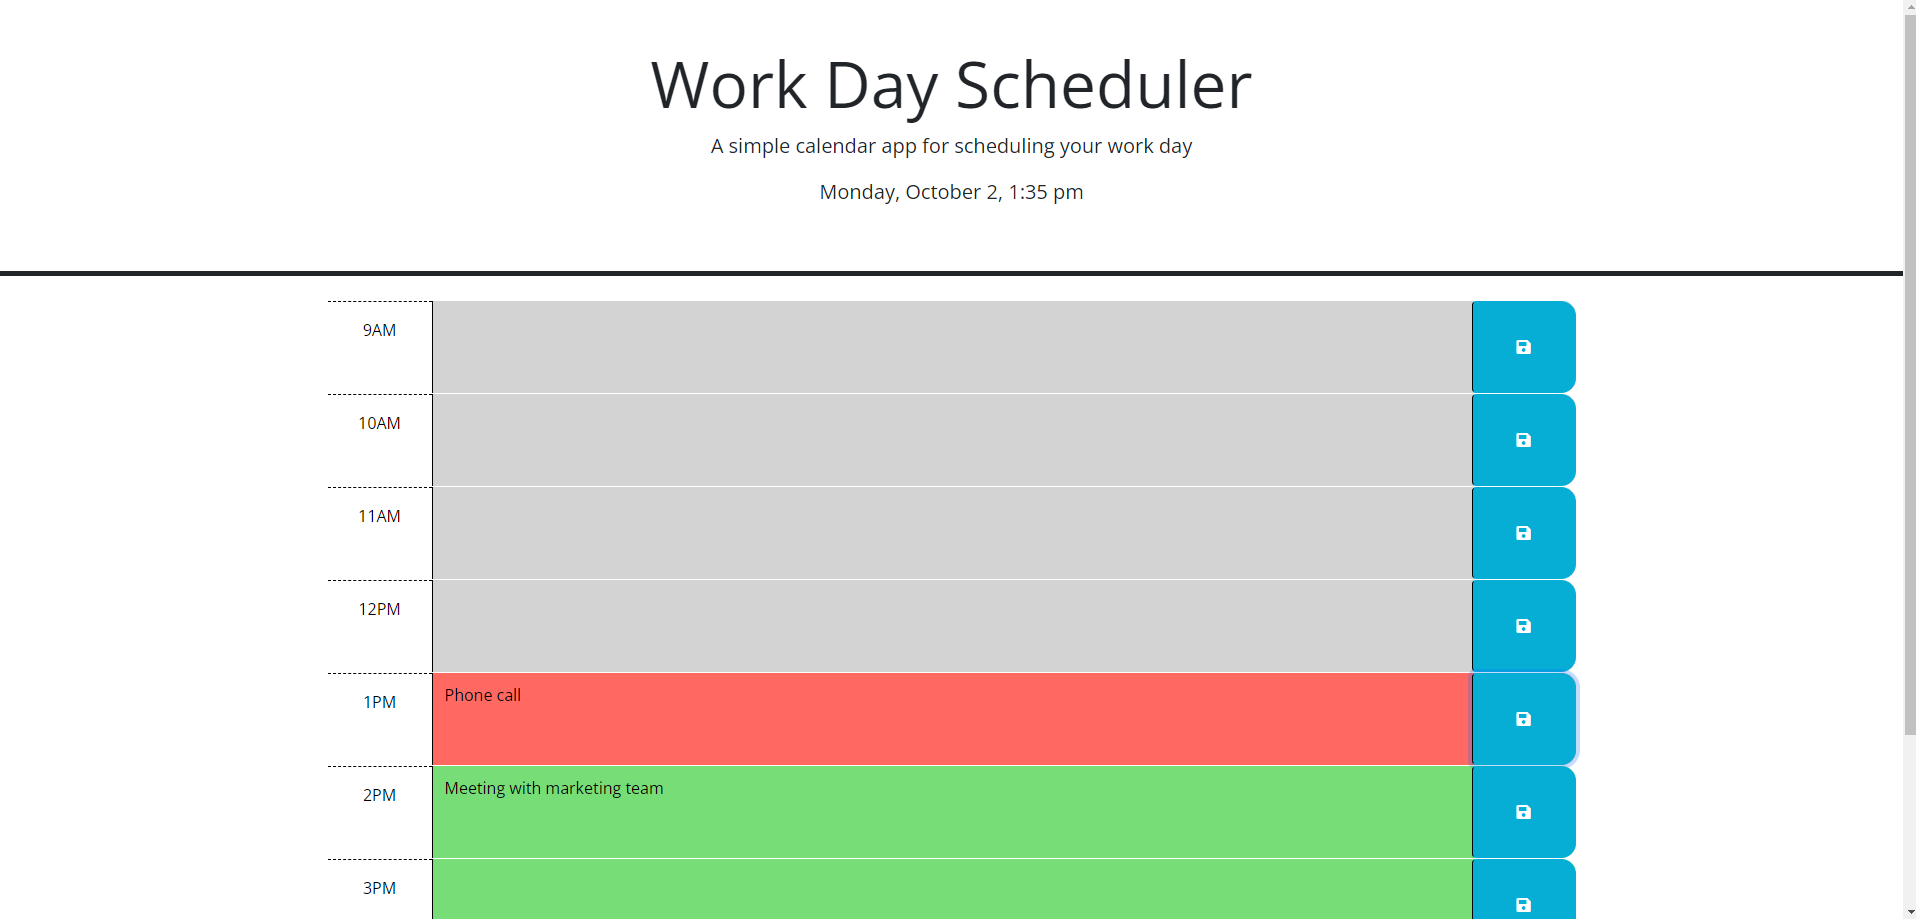 Work Day Scheduler
A simple calendar app for scheduling your work day
Monday, October 2, 1:35 pm
9AM
10AM
11AM
12PM
1PM
Phone call
2PM
Meeting with marketing team
3PM